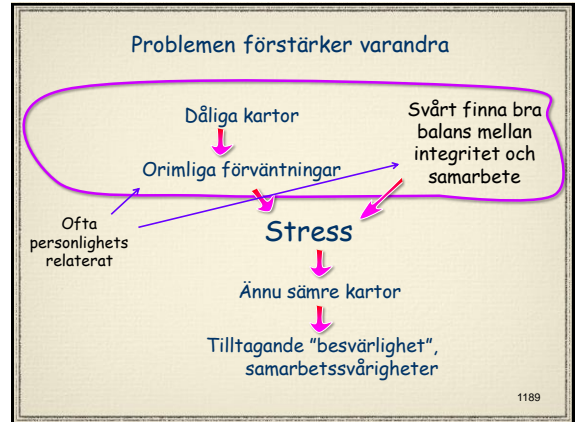 Problemen förstärker varandra
Dåliga kartor
Orimliga förväntningar
Svårt finna bra
balans mellan
integritet och
samarbete
Ofta
personlighets
relaterat
Stress
Ännu sämre kartor
Tilltagande "besvärlighet",
samarbetssvårigheter
1189